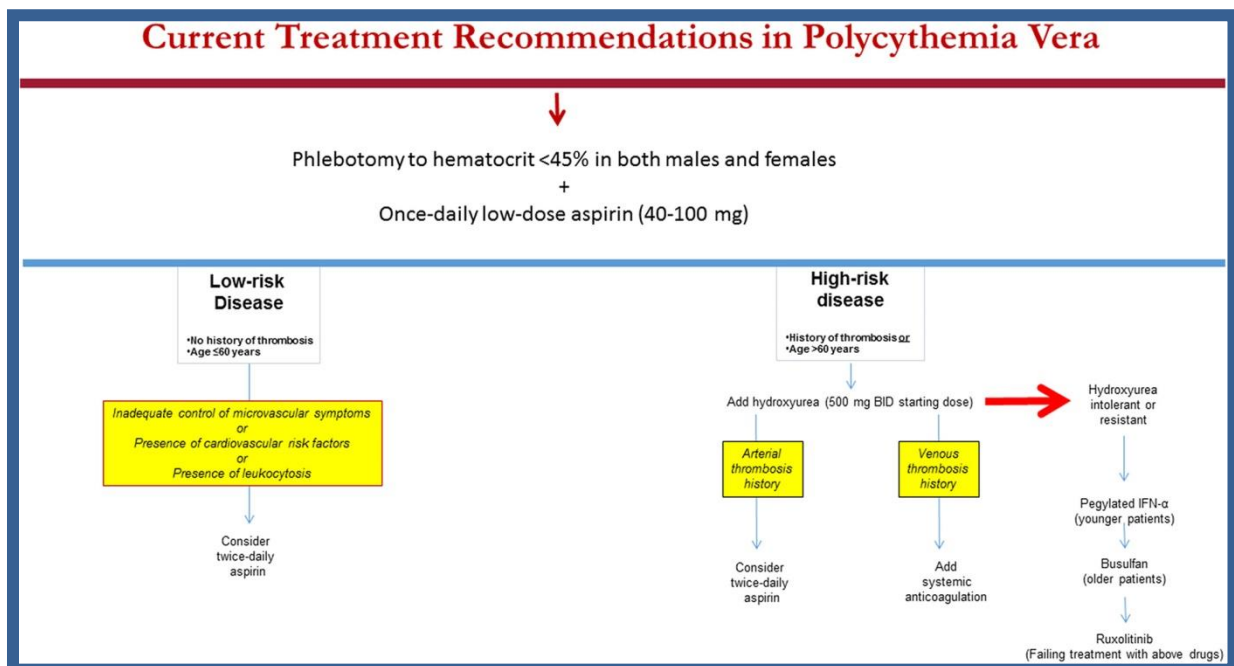 Current Treatment Recommendations in Polycythemia Vera
Phlebotomy to hematocrit <45% in both males and females
+
Once-daily low-dose aspirin (40-100 mg)
Low-risk
Disease
•No history of thrombosis
•Age ≤60 years
Inadequate control of microvascular symptoms
or
Presence of cardiovascular risk factors
or
Presence of leukocytosis
Consider
twice-daily
aspirin
High-risk
disease
•History of thrombosis or
•Age >60 years
Add hydroxyurea (500 mg BID starting dose)
Arterial
thrombosis
history
Consider
twice-daily
aspirin
Venous
thrombosis
history
Add
systemic
anticoagulation
Hydroxyurea
intolerant or
resistant
Pegylated IFN-α
(younger patients)
Busulfan
(older patients)
Ruxolitinib
(Failing treatment with above drugs)